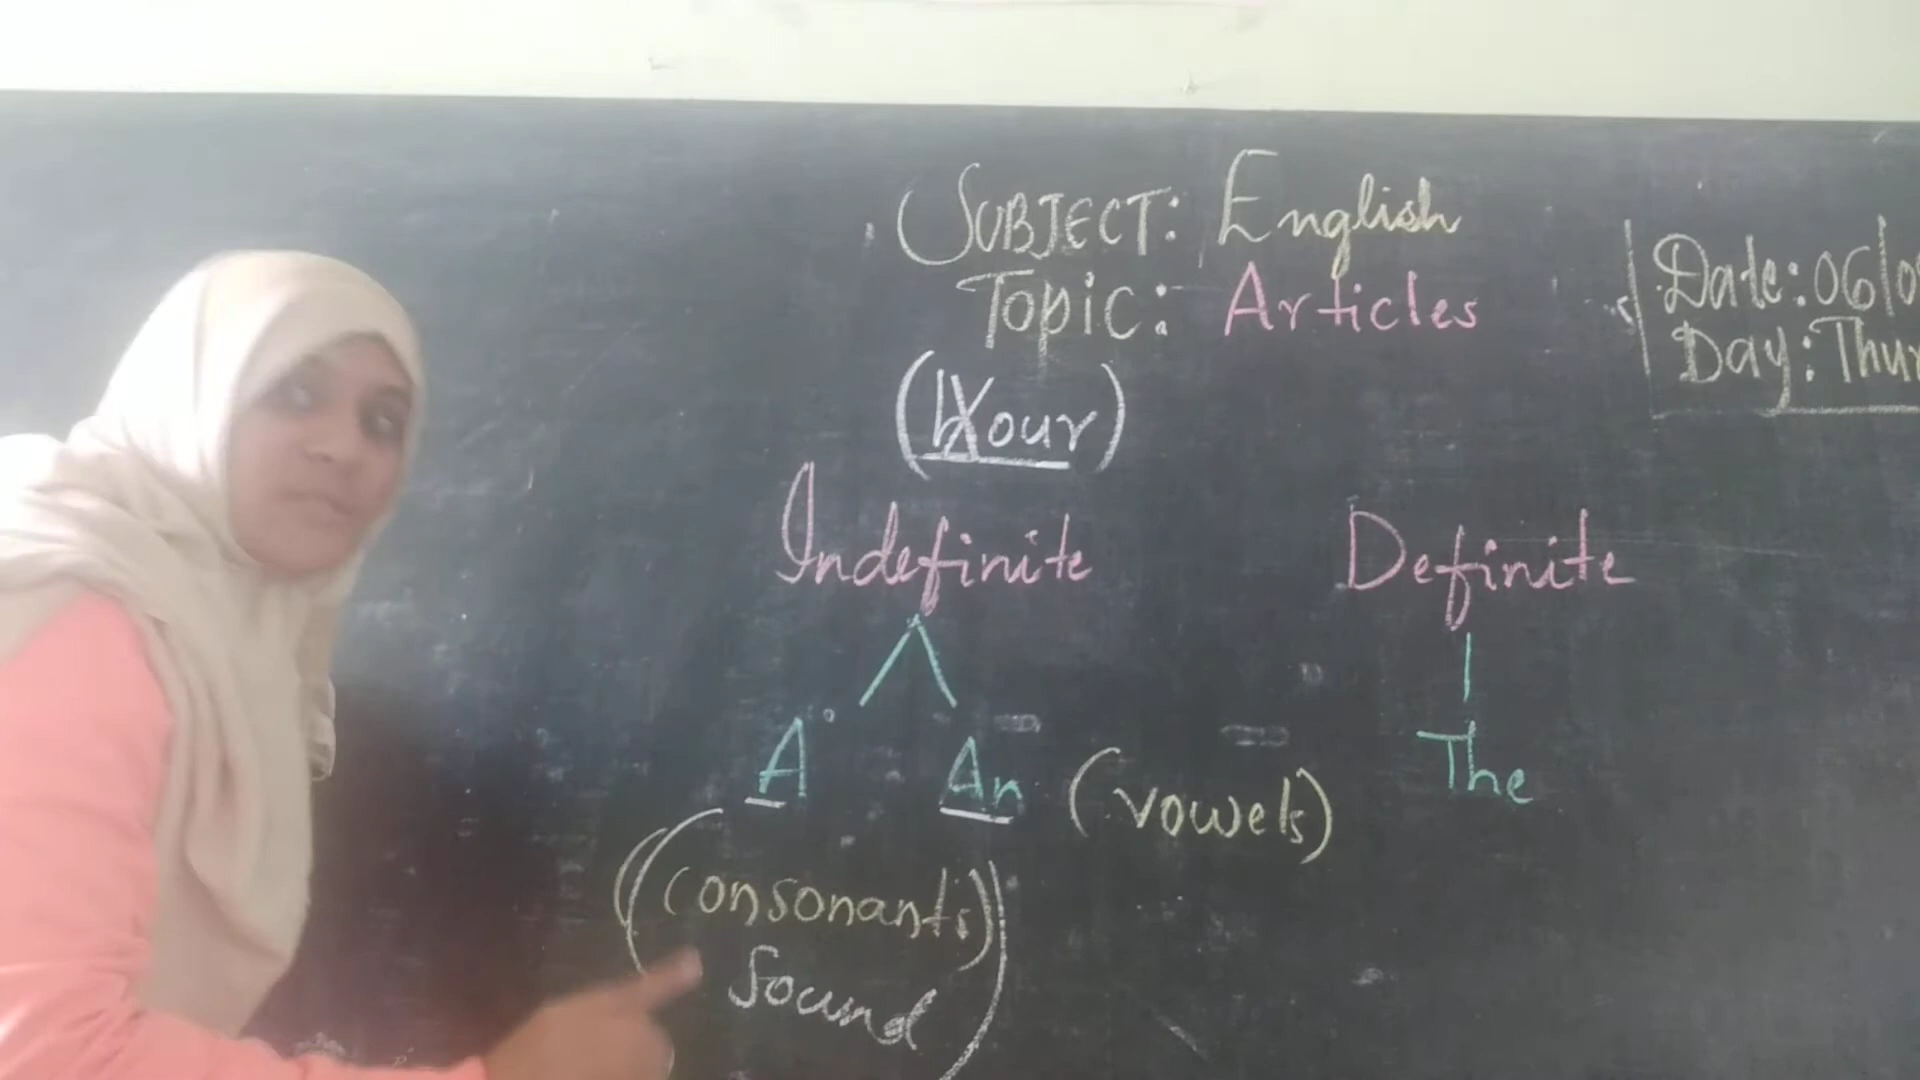 SUBJECT: English
Topic: Articles
Date: 06/0
Day: Thur
(Hour)
Indefinite
Definite
A
An (vowels)
The
(Consonants)
Sound